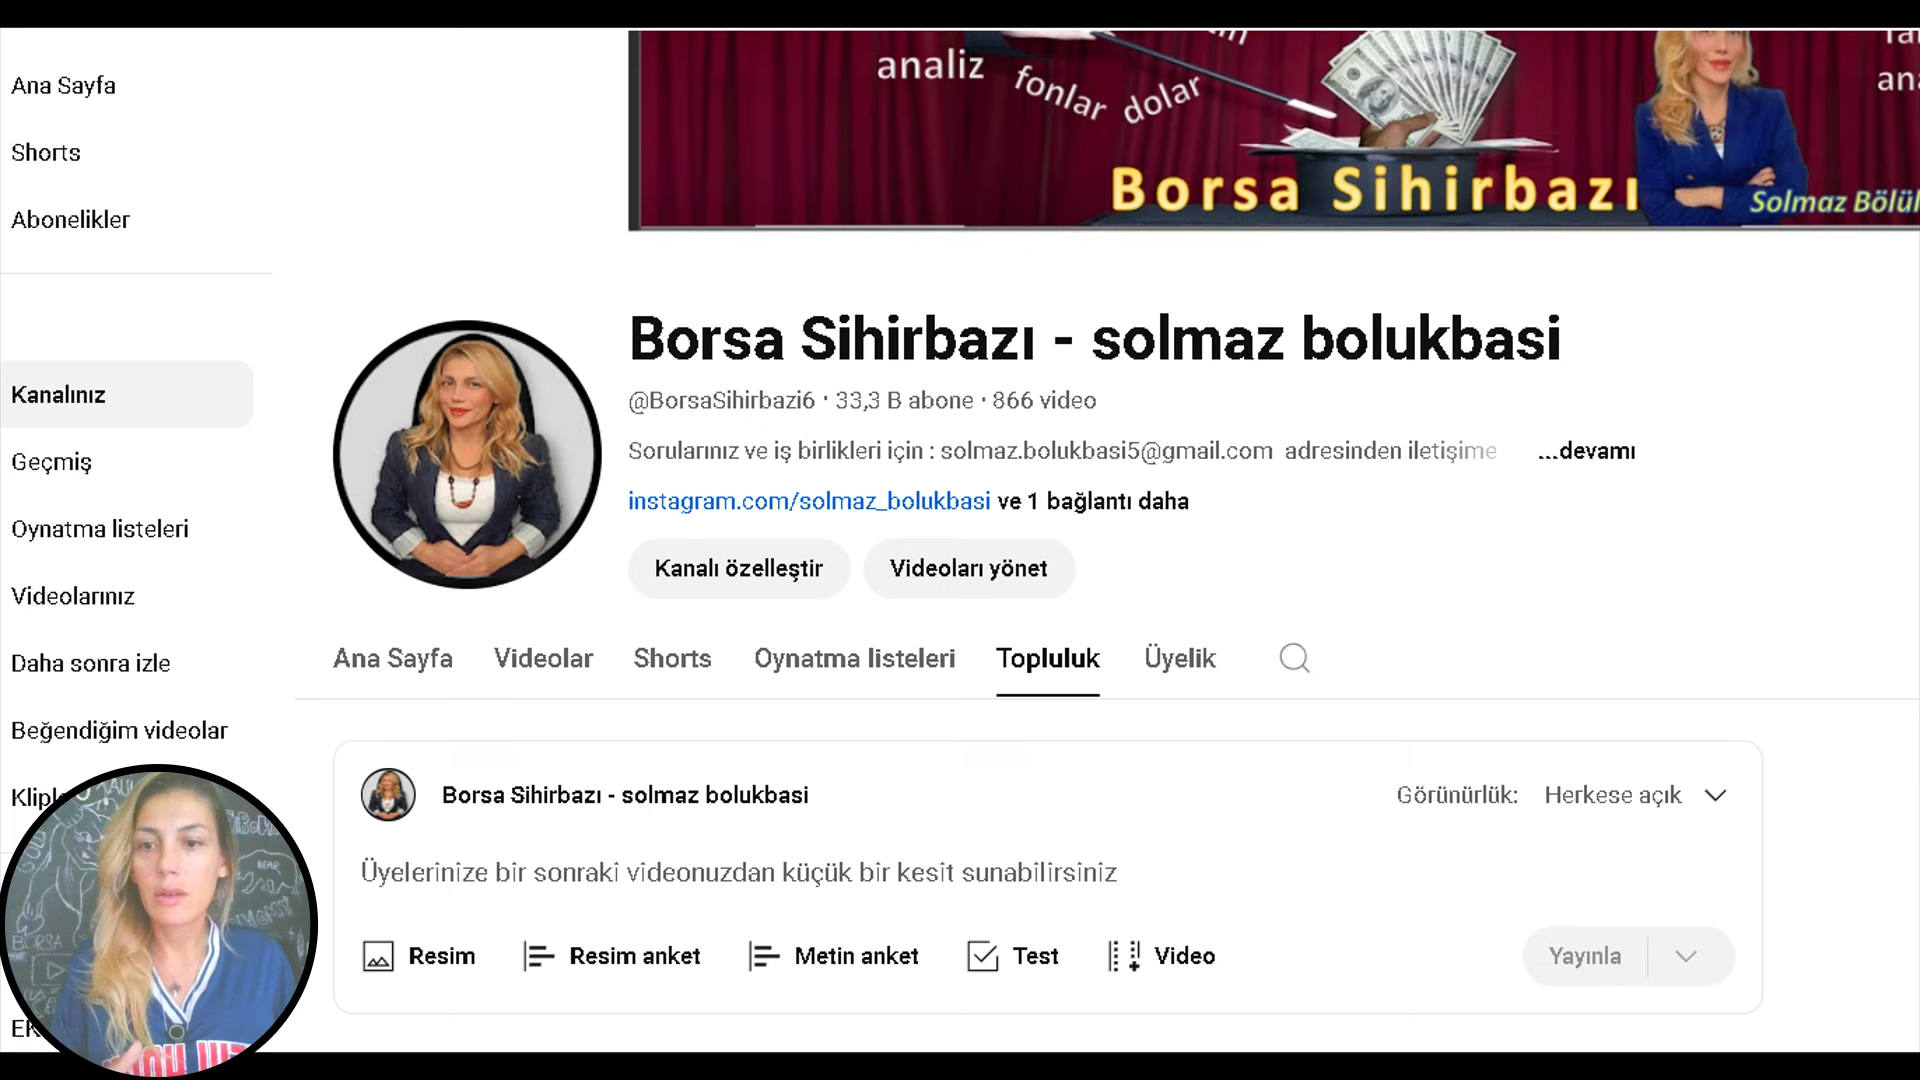 analiz
fonlar
dolar
Borsa Sihirbazı
Solmaz
Ana Sayfa
Shorts
Abonelikler
Kanalınız
Geçmiş
Oynatma listeleri
Videolarınız
Daha sonra izle
Beğendiğim videolar
Borsa Sihirbazı - solmaz bolukbasi
@BorsaSihirbazi6 • 33,3 B abone • 866 video
Sorularınız ve iş birlikleri için : solmaz.bolukbasi5@gmail.com adresinden iletişime ...devamı
instagram.com/solmaz_bolukbasi ve 1 bağlantı daha
Kanalı özelleştir Videoları yönet
Ana Sayfa Videolar Shorts Oynatma listeleri Topluluk Üyelik
Borsa Sihirbazı - solmaz bolukbasi Görünürlük: Herkese açık
Üyelerinize bir sonraki videonuzdan küçük bir kesit sunabilirsiniz
Resim Resim anket Metin anket Test Video Yayınla
BEAR
BORSA